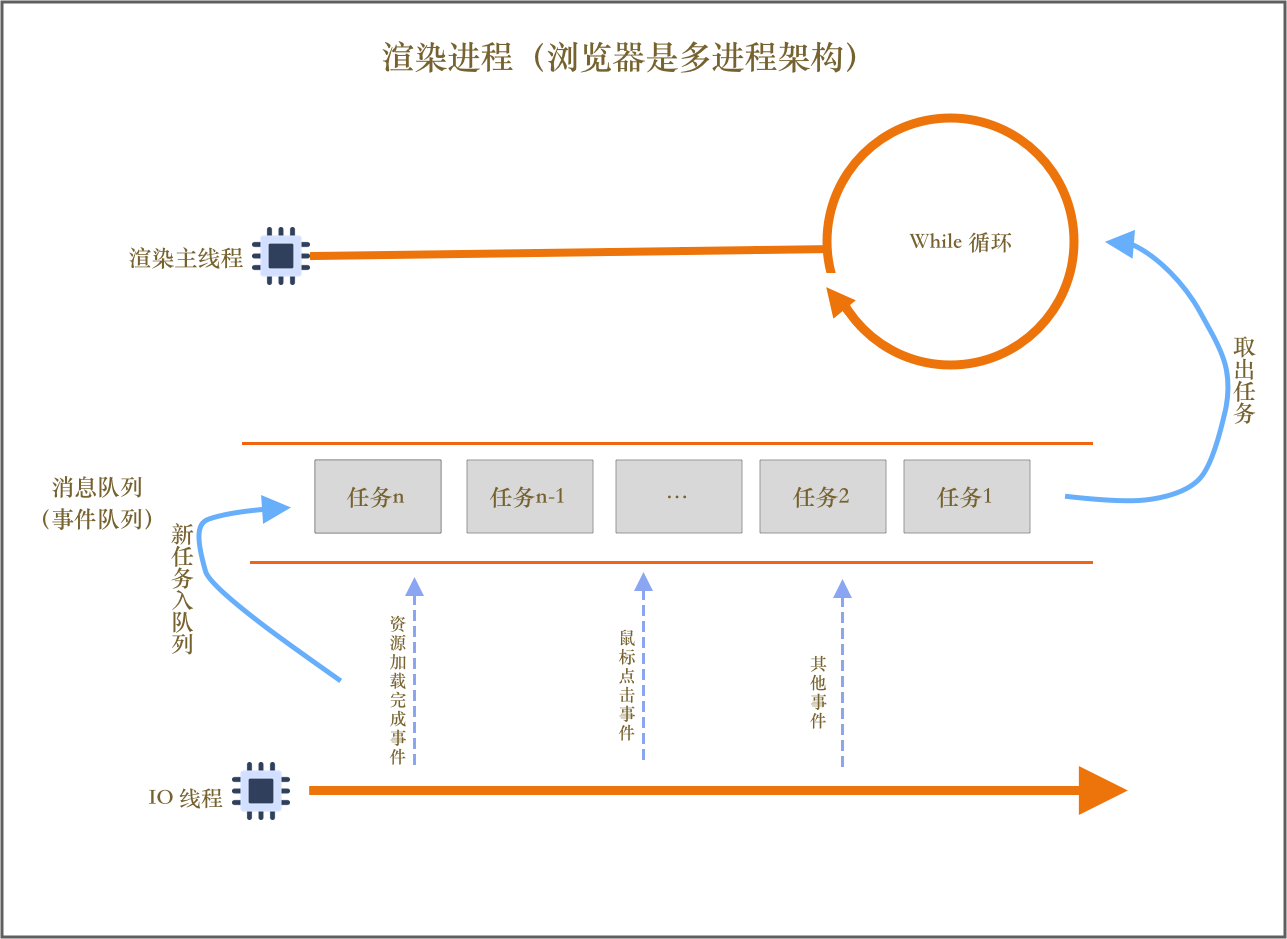 渲染进程（浏览器是多进程架构）
While 循环
渲染主线程
取出任务
消息队列
（事件队列）
任务n
任务n-1
...
任务2
任务1
新任务入队列
资源加载完成事件
鼠标点击事件
其他事件
IO 线程